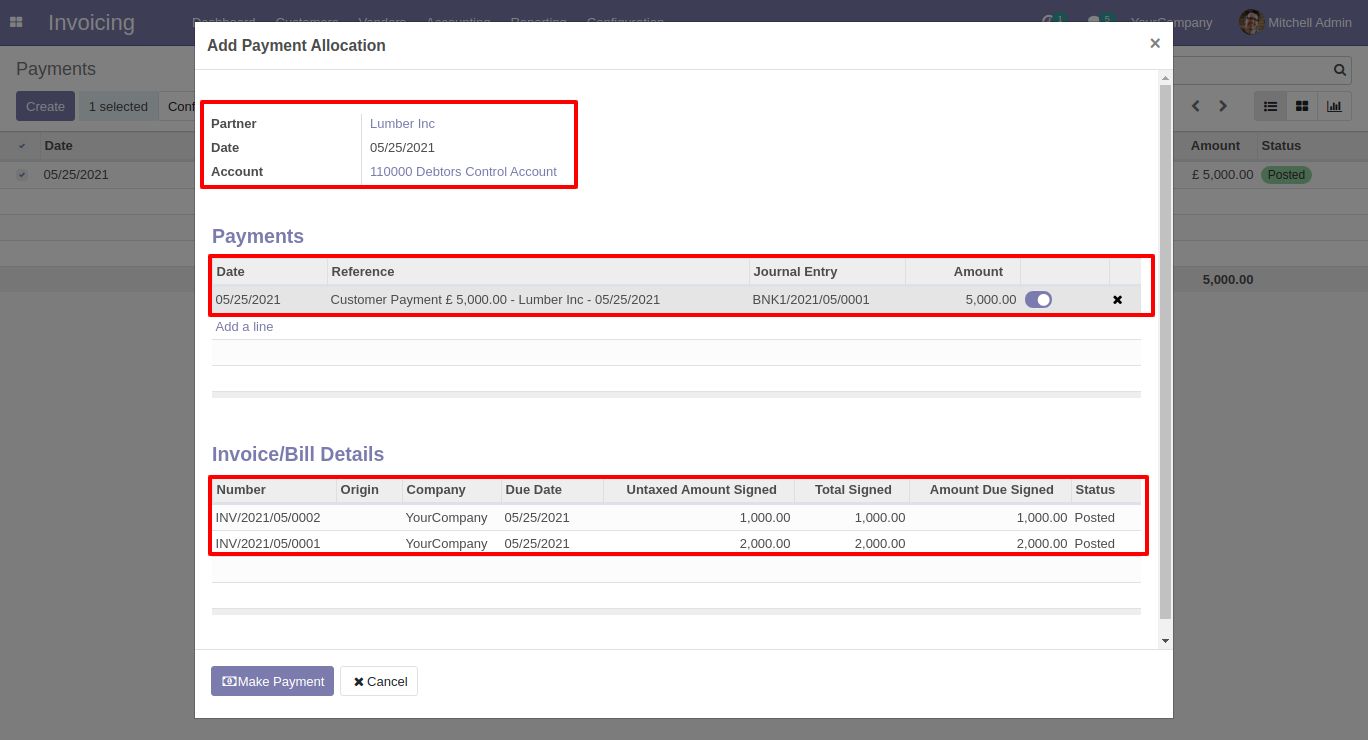 Invoicing Dashboard Customers Vendors Accounting Reporting Configuration 1 5 YourCompany Mitchell Admin
Add Payment Allocation ×
Payments
Create 1 selected
Date Amount Status
05/25/2021 £ 5,000.00 Posted
5,000.00
Partner Lumber Inc
Date 05/25/2021
Account 110000 Debtors Control Account
Payments
Date Reference Journal Entry Amount
05/25/2021 Customer Payment £ 5,000.00 - Lumber Inc - 05/25/2021 BNK1/2021/05/0001 5,000.00
Add a line
Invoice/Bill Details
Number Origin Company Due Date Untaxed Amount Signed Total Signed Amount Due Signed Status
INV/2021/05/0002 YourCompany 05/25/2021 1,000.00 1,000.00 1,000.00 Posted
INV/2021/05/0001 YourCompany 05/25/2021 2,000.00 2,000.00 2,000.00 Posted
Make Payment Cancel